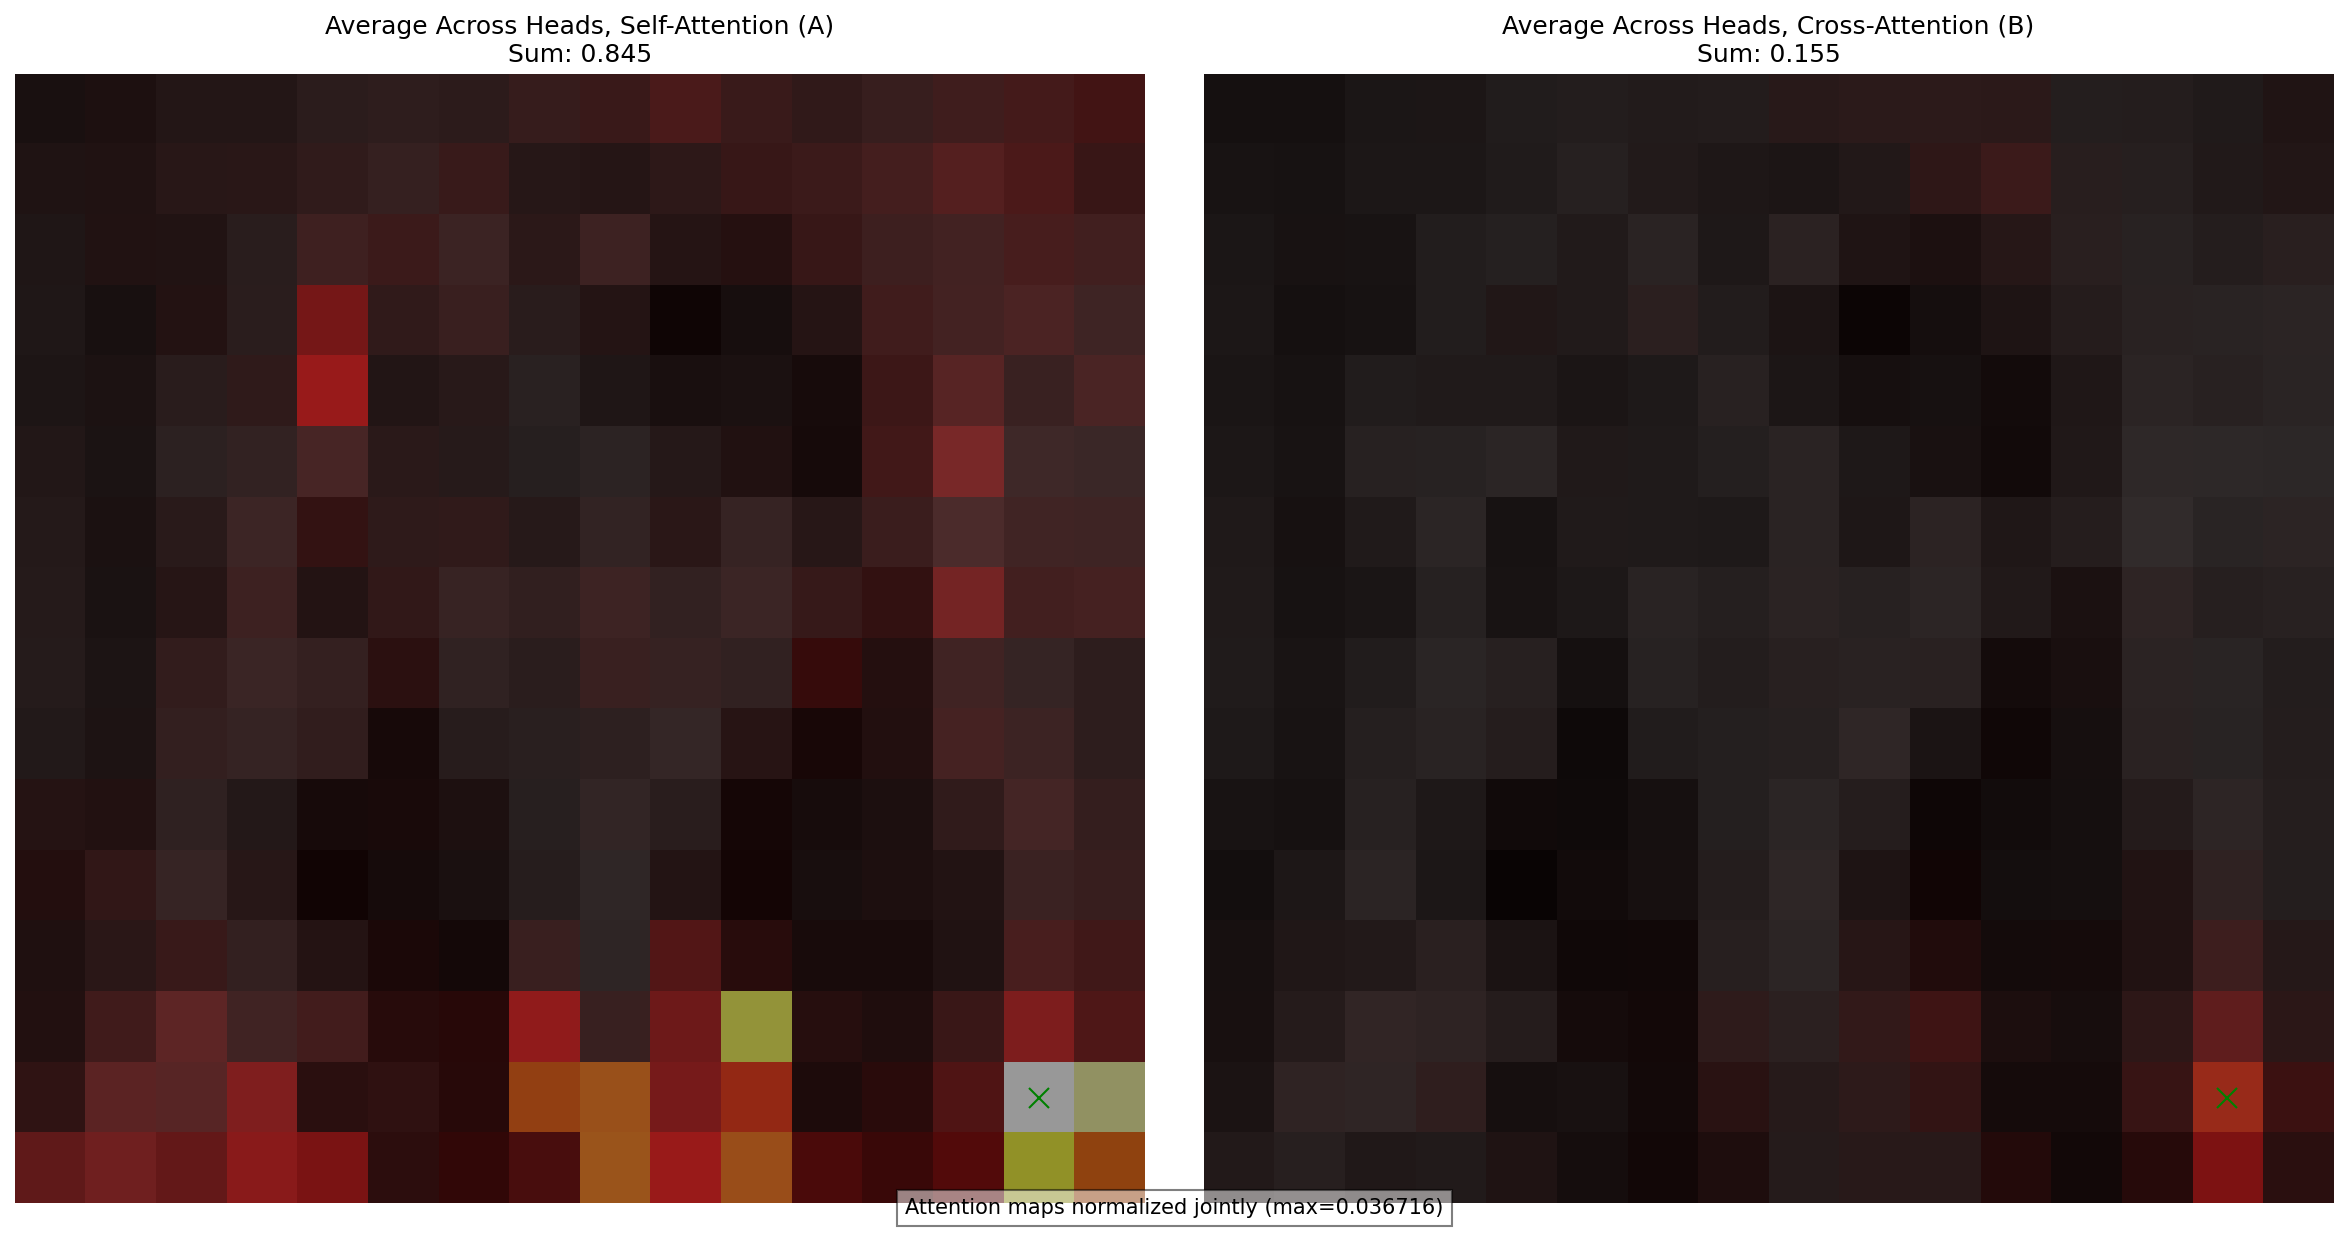 Average Across Heads, Self-Attention (A)
Sum: 0.845
Average Across Heads, Cross-Attention (B)
Sum: 0.155
Attention maps normalized jointly (max=0.036716)